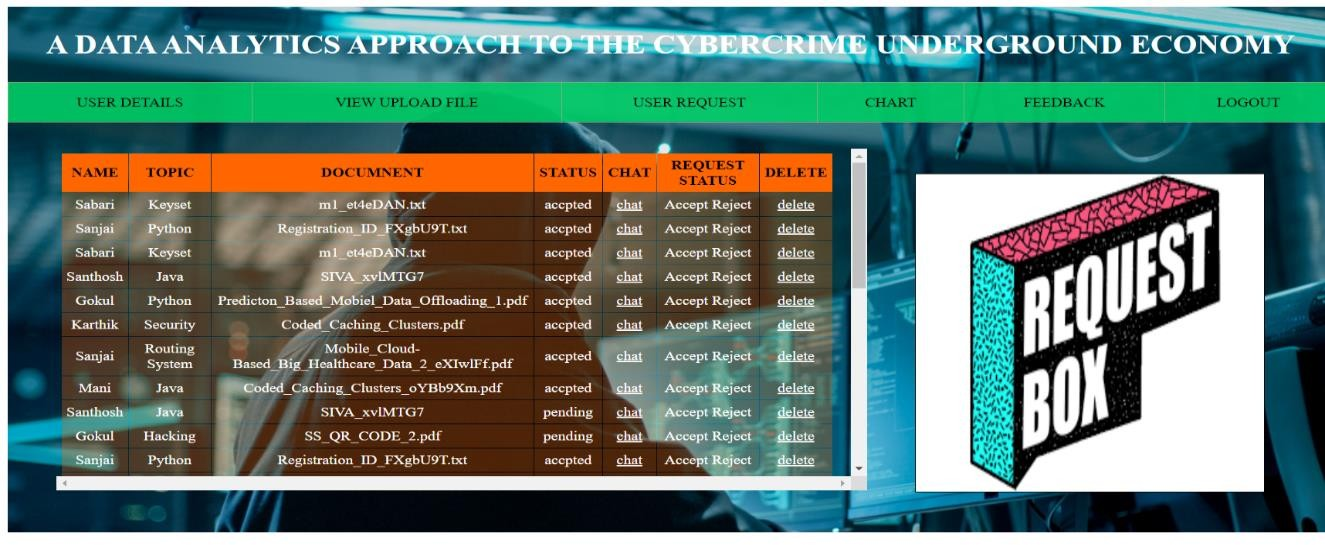 A DATA ANALYTICS APPROACH TO THE CYBERCRIME UNDERGROUND ECONOMY
USER DETAILS VIEW UPLOAD FILE USER REQUEST CHART FEEDBACK LOGOUT
NAME TOPIC DOCUMNENT STATUS CHAT REQUEST STATUS DELETE
Sabari Keyset m1_et4eDAN.txt accpted chat Accept Reject delete
Sanjai Python Registration_ID_FXgbU9T.txt accpted chat Accept Reject delete
Sabari Keyset m1_et4eDAN.txt accpted chat Accept Reject delete
Santhosh Java SIVA_xvlMTG7 accpted chat Accept Reject delete
Gokul Python Predicton_Based_Mobiel_Data_Offloading_1.pdf accpted chat Accept Reject delete
Karthik Security Coded_Caching_Clusters.pdf accpted chat Accept Reject delete
Sanjai Routing System Mobile_Cloud-Based_Big_Healthcare_Data_2_eXIwlFf.pdf accpted chat Accept Reject delete
Mani Java Coded_Caching_Clusters_oYBb9Xm.pdf accpted chat Accept Reject delete
Santhosh Java SIVA_xvlMTG7 pending chat Accept Reject delete
Gokul Hacking SS_QR_CODE_2.pdf pending chat Accept Reject delete
Sanjai Python Registration_ID_FXgbU9T.txt accpted chat Accept Reject delete
REQUEST
BOX